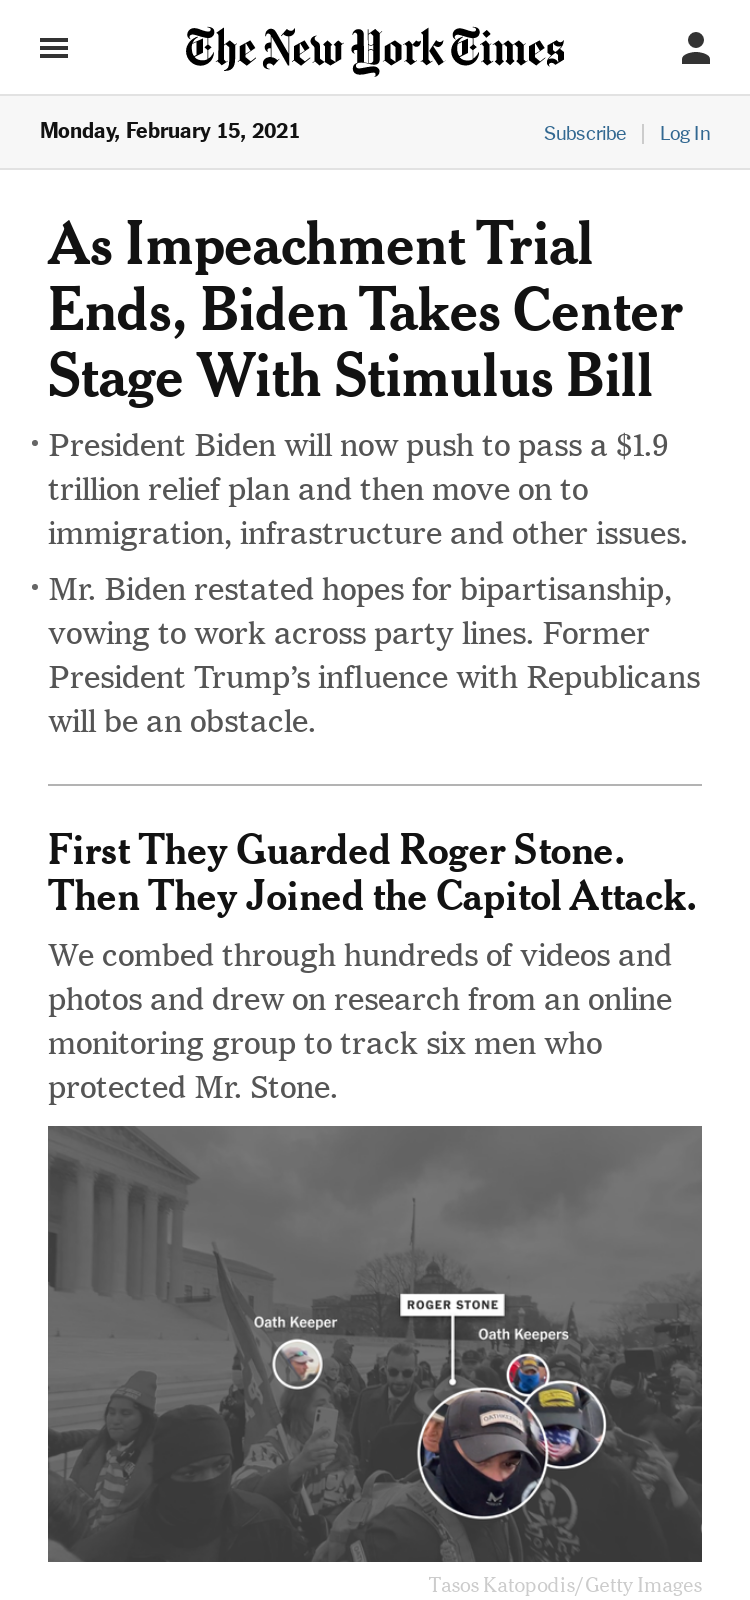 The New York Times
Monday, February 15, 2021
Subscribe | Log In
As Impeachment Trial
Ends, Biden Takes Center
Stage With Stimulus Bill
• President Biden will now push to pass a $1.9
trillion relief plan and then move on to
immigration, infrastructure and other issues.
• Mr. Biden restated hopes for bipartisanship,
vowing to work across party lines. Former
President Trump’s influence with Republicans
will be an obstacle.
First They Guarded Roger Stone.
Then They Joined the Capitol Attack.
We combed through hundreds of videos and
photos and drew on research from an online
monitoring group to track six men who
protected Mr. Stone.
ROGER STONE
Oath Keeper
Oath Keepers
Tasos Katopodis/Getty Images